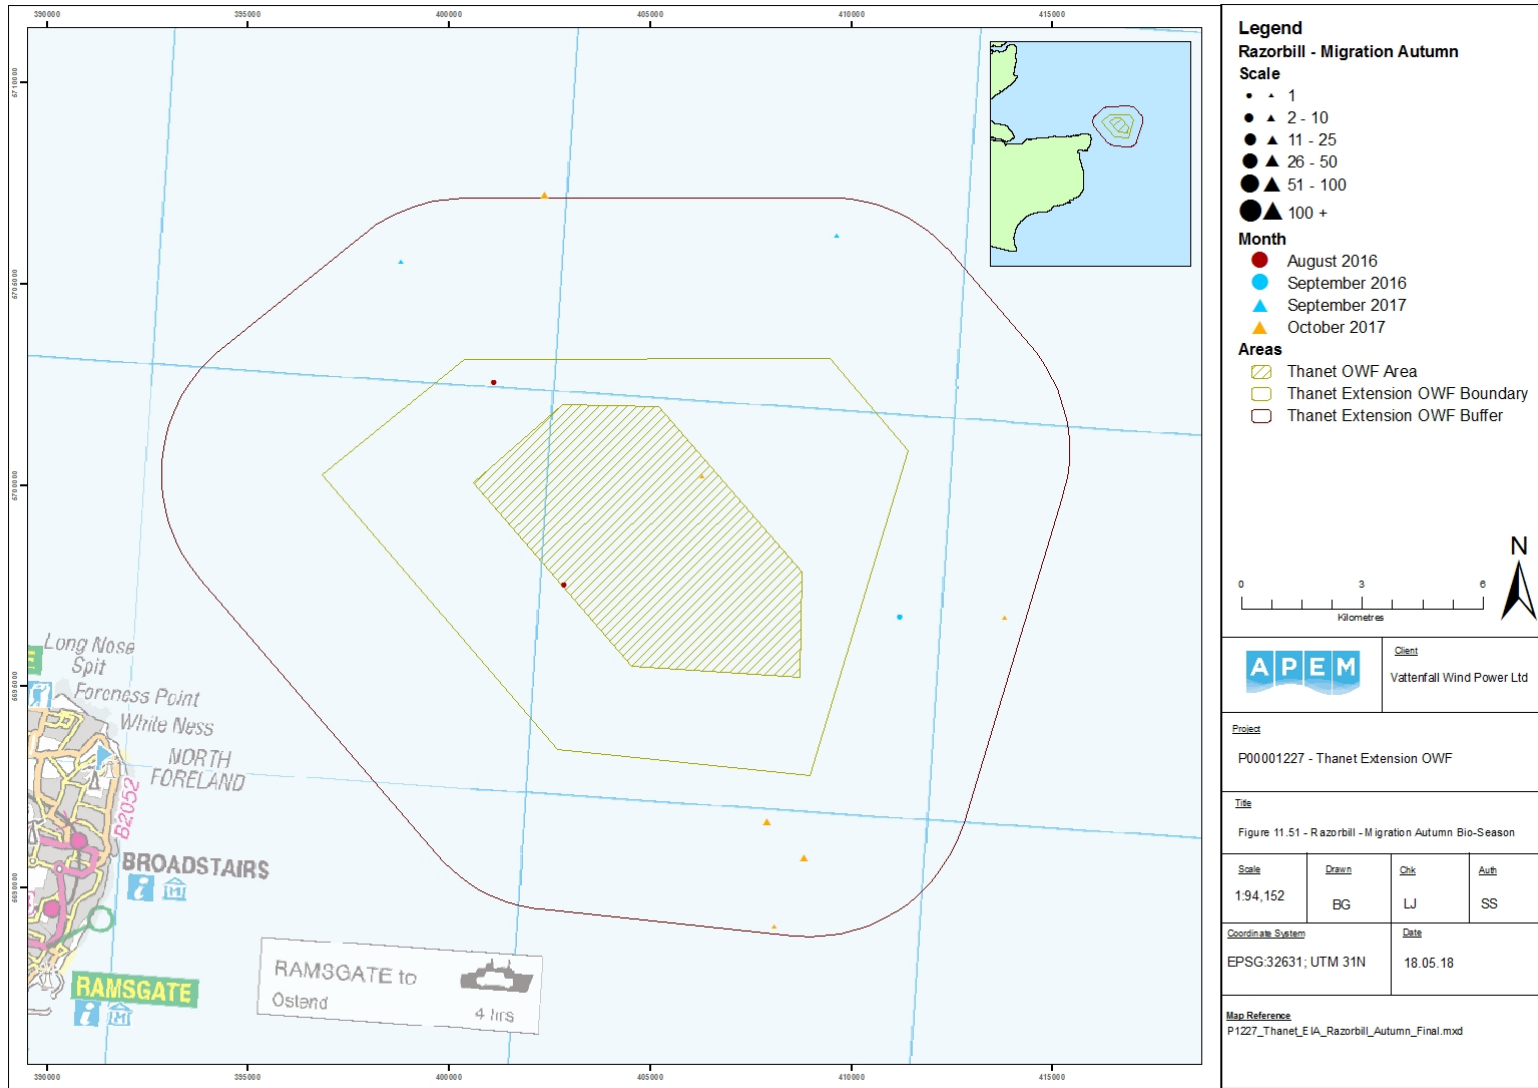 390000 395000 400000 405000 410000 415000
5710000
5705000
5700000
5695000
5690000
Long Nose
Spit
Foreness Point
White Ness
NORTH
FORELAND
B2052
BROADSTAIRS
RAMSGATE
RAMSGATE to
Ostend
4 hrs
390000 395000 400000 405000 410000 415000
Legend
Razorbill - Migration Autumn
Scale
1
2 - 10
11 - 25
26 - 50
51 - 100
100 +
Month
August 2016
September 2016
September 2017
October 2017
Areas
Thanet OWF Area
Thanet Extension OWF Boundary
Thanet Extension OWF Buffer
N
0 3 6
Kilometres
APEM
Client
Vattenfall Wind Power Ltd
Project
P00001227 - Thanet Extension OWF
Title
Figure 11.51 - Razorbill - Migration Autumn Bio-Season
Scale Drawn Chk Auth
1:94,152 BG LJ SS
Coordinate System Date
EPSG:32631; UTM 31N 18.05.18
Map Reference
P1227_Thanet_EIA_Razorbill_Autumn_Final.mxd